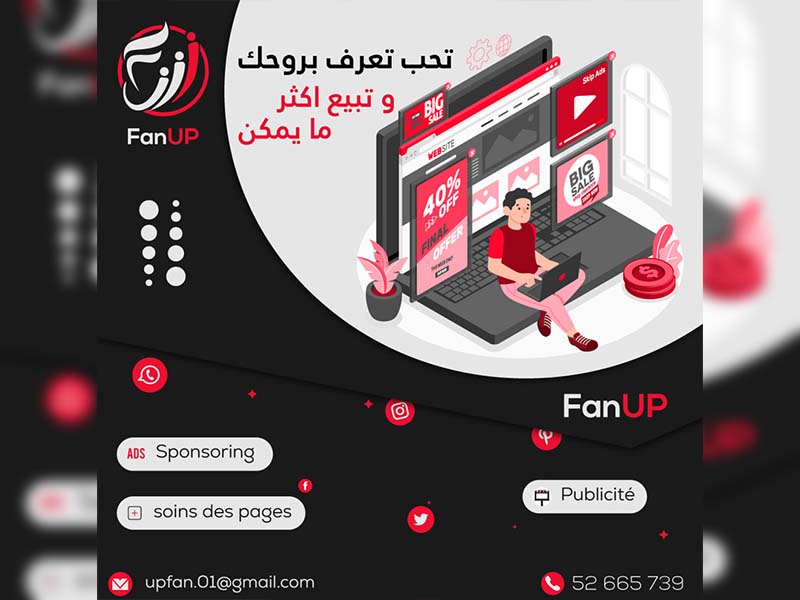 FanUP
تحب تعرف بروحك
و تبيع اكثر
ما يمكن
BIG
SALE
WEBSITE
Skip Ads
40%
OFF
FINAL
OFFER
BIG
SALE
FanUP
ADS Sponsoring
soins des pages
Publicité
upfan.01@gmail.com
52 665 739